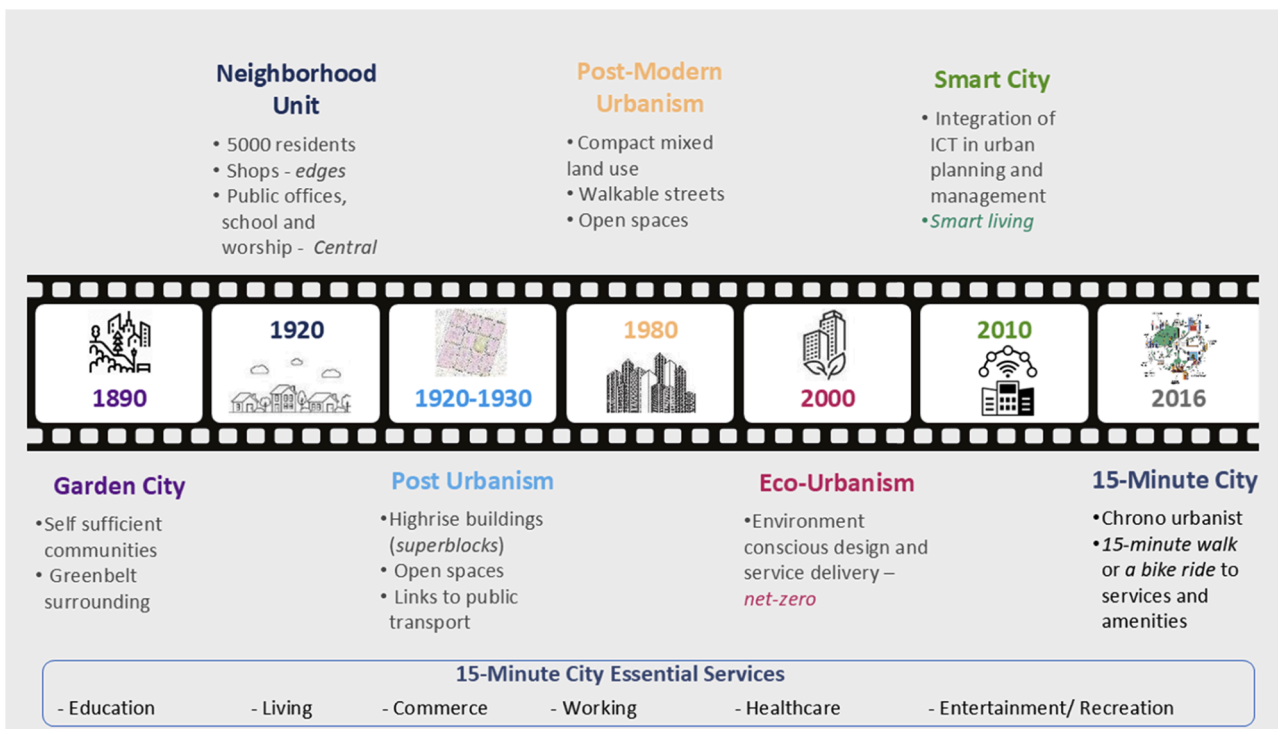 Neighborhood
Unit
• 5000 residents
• Shops - edges
• Public offices,
school and
worship - Central
Post-Modern
Urbanism
• Compact mixed
land use
• Walkable streets
• Open spaces
Smart City
• Integration of
ICT in urban
planning and
management
• Smart living
1890
1920
1920-1930
1980
2000
2010
2016
Garden City
• Self sufficient
communities
• Greenbelt
surrounding
Post Urbanism
• Highrise buildings
(superblocks)
• Open spaces
• Links to public
transport
Eco-Urbanism
• Environment
conscious design and
service delivery –
net-zero
15-Minute City
• Chrono urbanist
• 15-minute walk
or a bike ride to
services and
amenities
15-Minute City Essential Services
- Education - Living - Commerce - Working - Healthcare - Entertainment/ Recreation